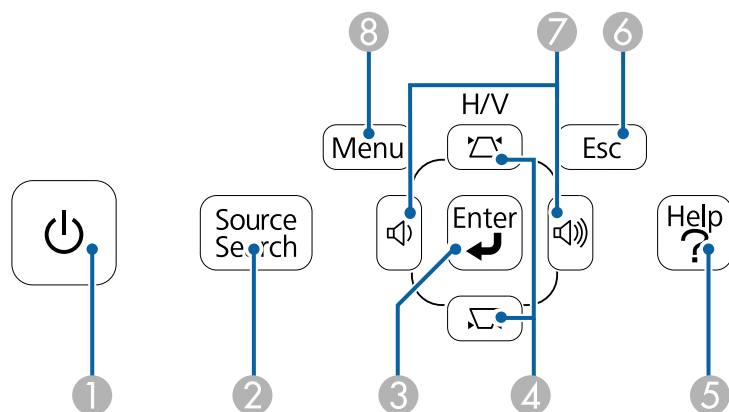 8 7 6
H/V
Menu Esc
Source
Search
Enter
Help
?
1 2 3 4 5